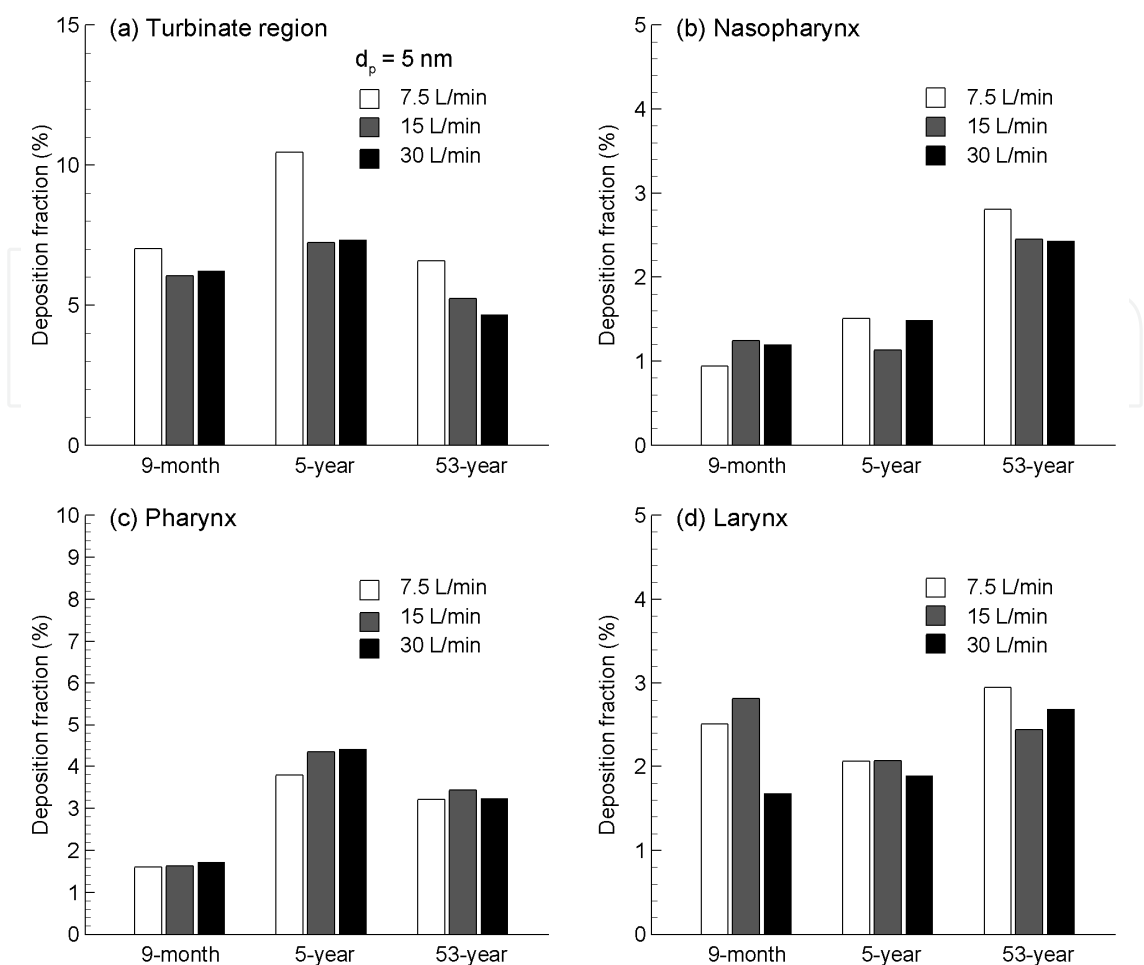 (a) Turbinate region
dₚ = 5 nm
7.5 L/min
15 L/min
30 L/min
Deposition fraction (%)
15
10
5
0
9-month 5-year 53-year
(b) Nasopharynx
7.5 L/min
15 L/min
30 L/min
Deposition fraction (%)
5
4
3
2
1
0
9-month 5-year 53-year
(c) Pharynx
7.5 L/min
15 L/min
30 L/min
Deposition fraction (%)
10
9
8
7
6
5
4
3
2
1
0
9-month 5-year 53-year
(d) Larynx
7.5 L/min
15 L/min
30 L/min
Deposition fraction (%)
5
4
3
2
1
0
9-month 5-year 53-year